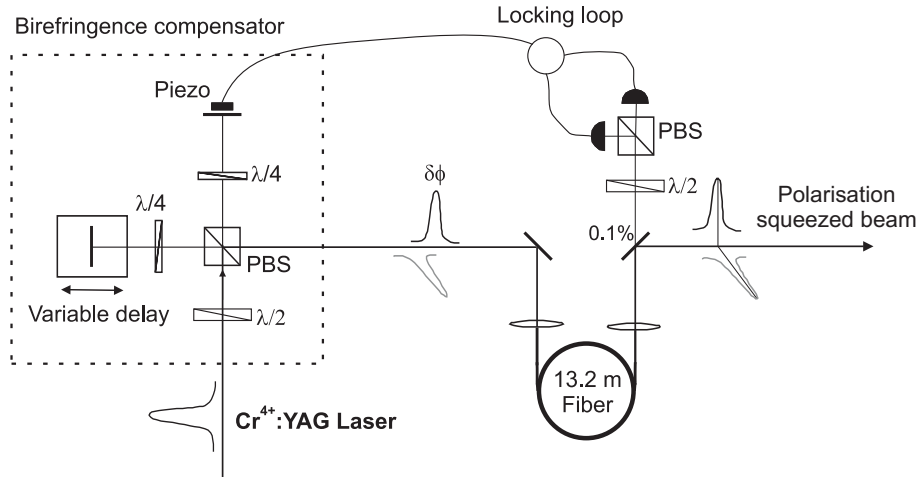 Birefringence compensator
Locking loop
Piezo
PBS
λ/4
δϕ
λ/2
λ/4
Polarisation
squeezed beam
0.1%
PBS
Variable delay
λ/2
13.2 m
Fiber
Cr4+:YAG Laser